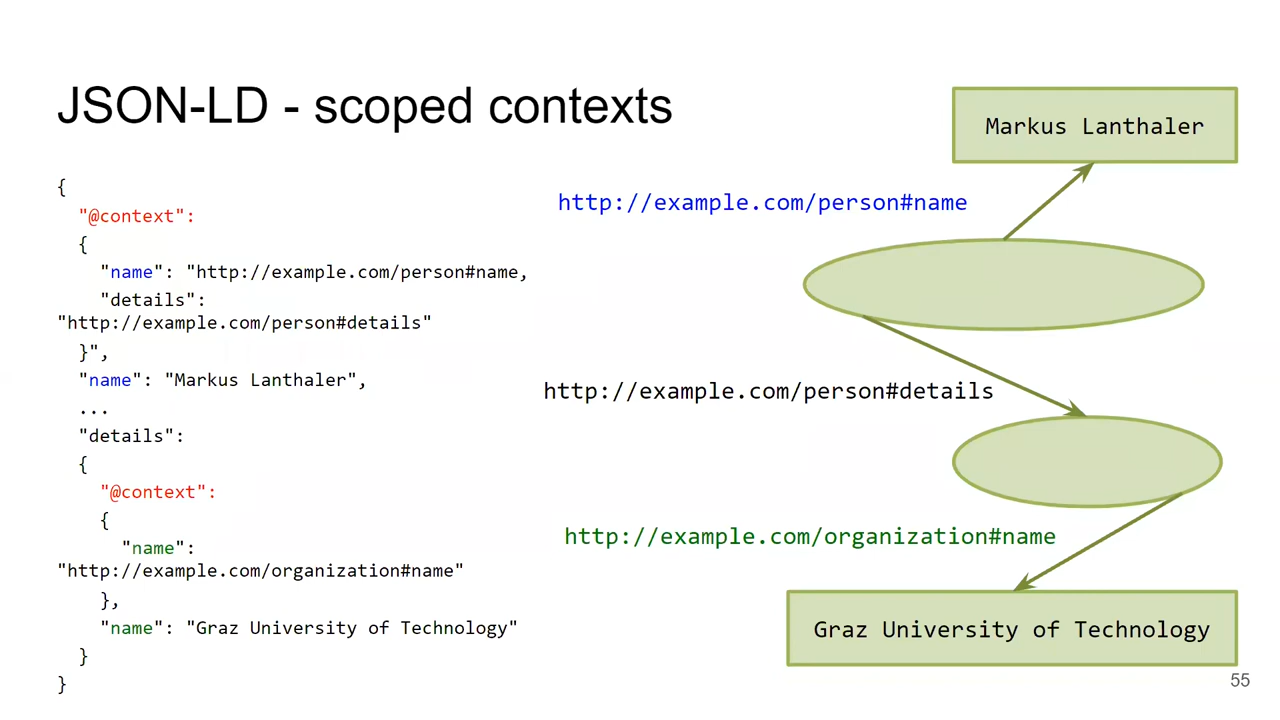 JSON-LD - scoped contexts
{
"@context":
{
"name": "http://example.com/person#name,
"details":
"http://example.com/person#details"
}",
"name": "Markus Lanthaler",
...
"details":
{
"@context":
{
"name":
"http://example.com/organization#name"
},
"name": "Graz University of Technology"
}
}
Markus Lanthaler
http://example.com/person#name
http://example.com/person#details
http://example.com/organization#name
Graz University of Technology
55